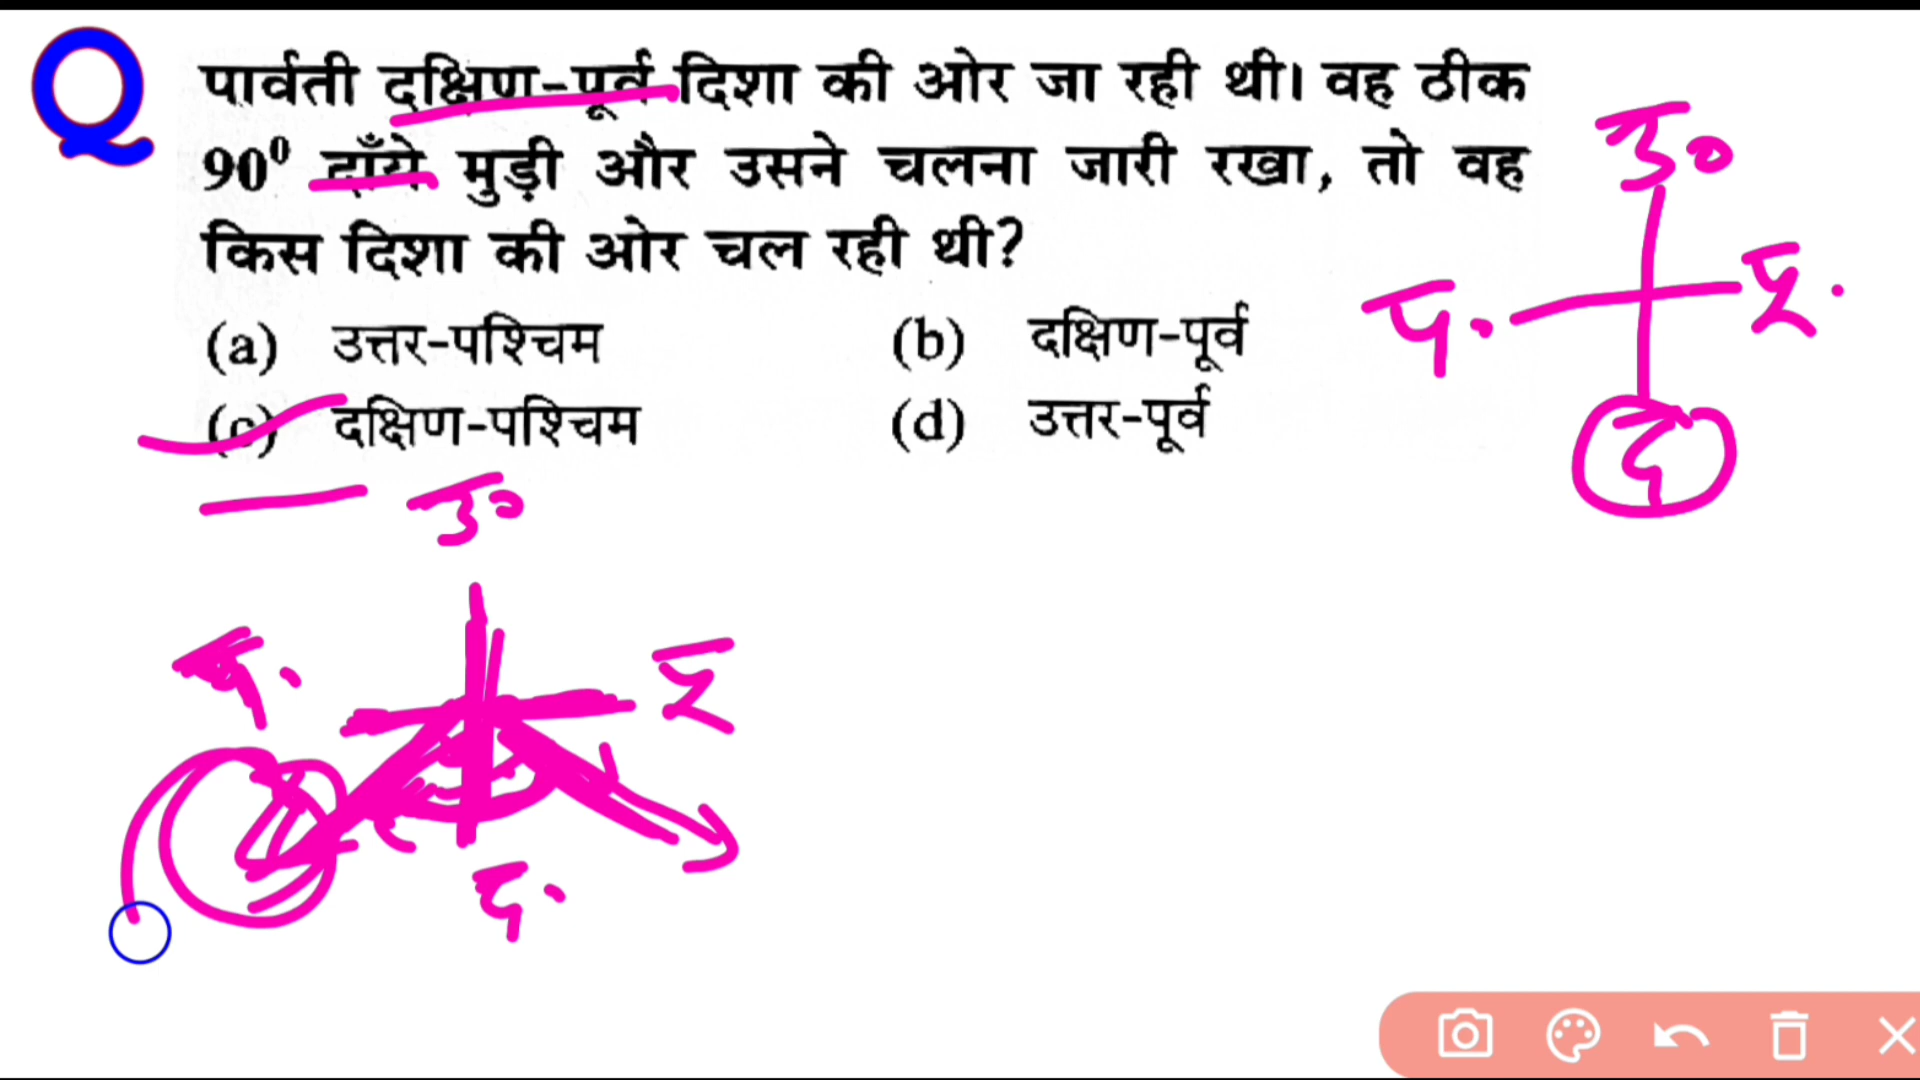 Q
पार्वती दक्षिण-पूर्व दिशा की ओर जा रही थी। वह ठीक
90⁰ दाँये मुड़ी और उसने चलना जारी रखा, तो वह
किस दिशा की ओर चल रही थी?
(a) उत्तर-पश्चिम (b) दक्षिण-पूर्व
(c) दक्षिण-पश्चिम (d) उत्तर-पूर्व
उ०
प. पू.
द
उ०
प. पू
द.